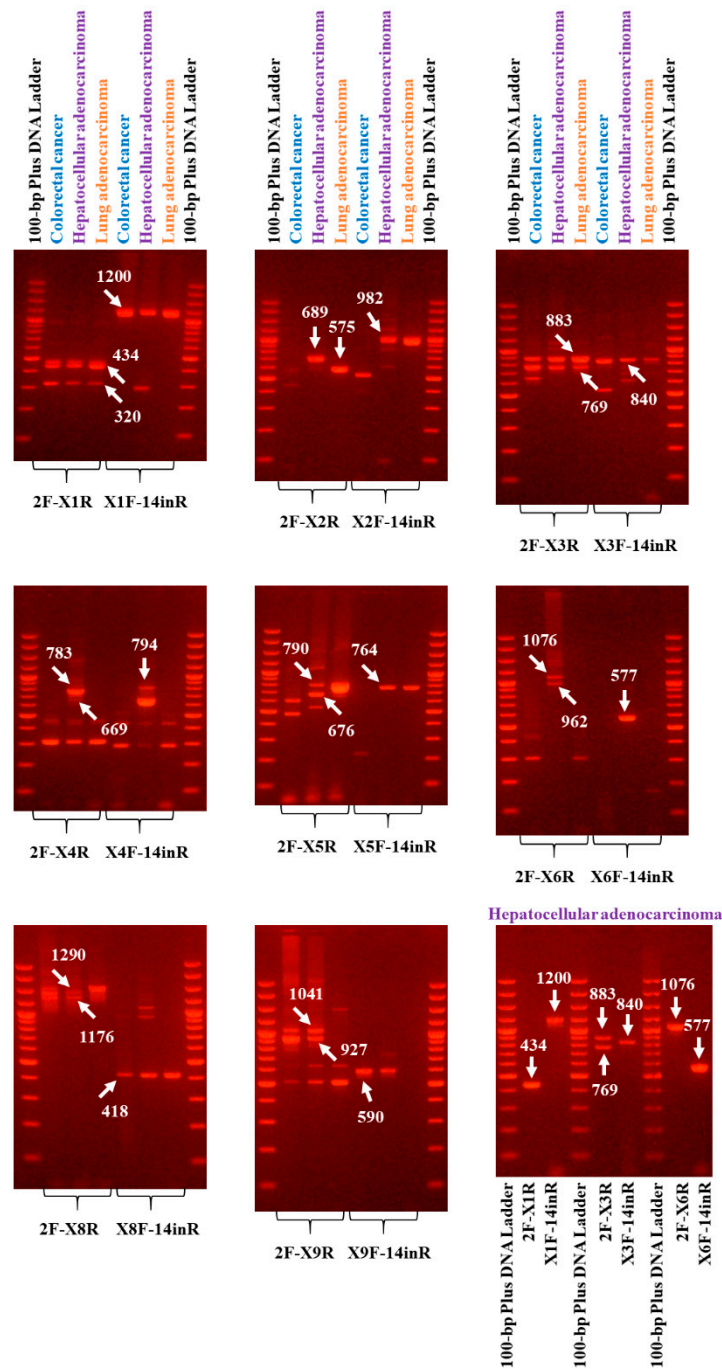 100-bp Plus DNA Ladder
Colorectal cancer
Hepatocellular adenocarcinoma
Lung adenocarcinoma
Colorectal cancer
Hepatocellular adenocarcinoma
Lung adenocarcinoma
100-bp Plus DNA Ladder
100-bp Plus DNA Ladder
Colorectal cancer
Hepatocellular adenocarcinoma
Lung adenocarcinoma
Colorectal cancer
Hepatocellular adenocarcinoma
Lung adenocarcinoma
100-bp Plus DNA Ladder
100-bp Plus DNA Ladder
Colorectal cancer
Hepatocellular adenocarcinoma
Lung adenocarcinoma
Colorectal cancer
Hepatocellular adenocarcinoma
Lung adenocarcinoma
100-bp Plus DNA Ladder
1200
434
320
2F-X1R X1F-14inR
689
575
982
2F-X2R X2F-14inR
883
769
840
2F-X3R X3F-14inR
783
794
669
2F-X4R X4F-14inR
790
764
676
2F-X5R X5F-14inR
1076
577
962
2F-X6R X6F-14inR
1290
1176
418
2F-X8R X8F-14inR
1041
927
590
2F-X9R X9F-14inR
Hepatocellular adenocarcinoma
1200
1076
883 840
577
434
769
100-bp Plus DNA Ladder
2F-X1R
X1F-14inR
100-bp Plus DNA Ladder
2F-X3R
X3F-14inR
100-bp Plus DNA Ladder
2F-X6R
X6F-14inR